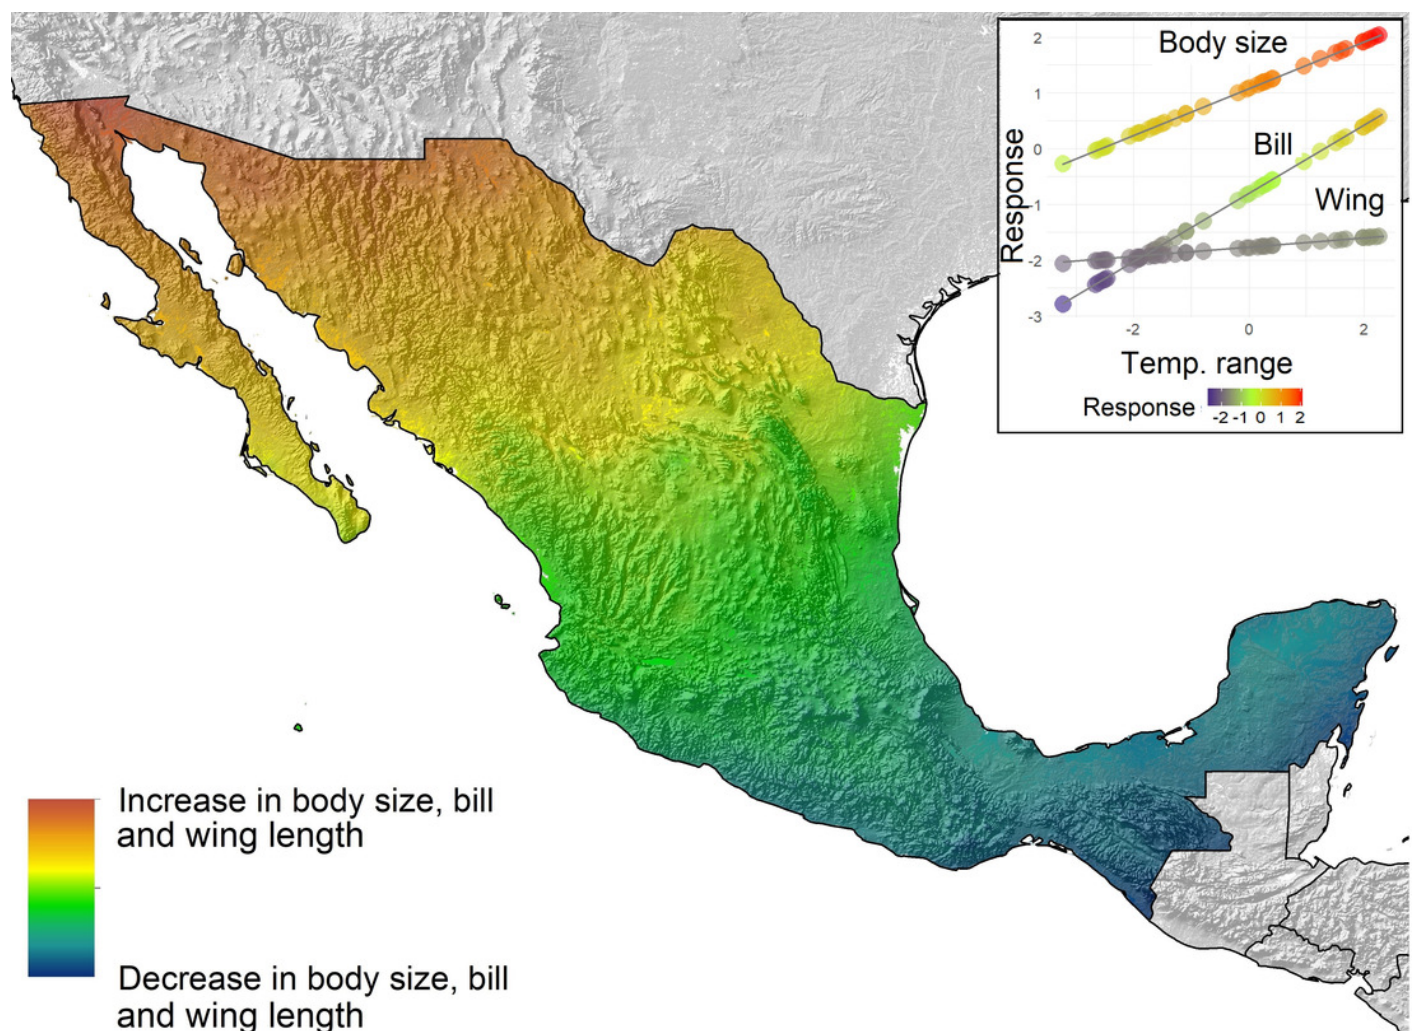 2
Body size
1
0
Bill
Response
-1
Wing
-2
-3
-2 0 2
Temp. range
Response
-2 -1 0 1 2
Increase in body size, bill
and wing length
Decrease in body size, bill
and wing length